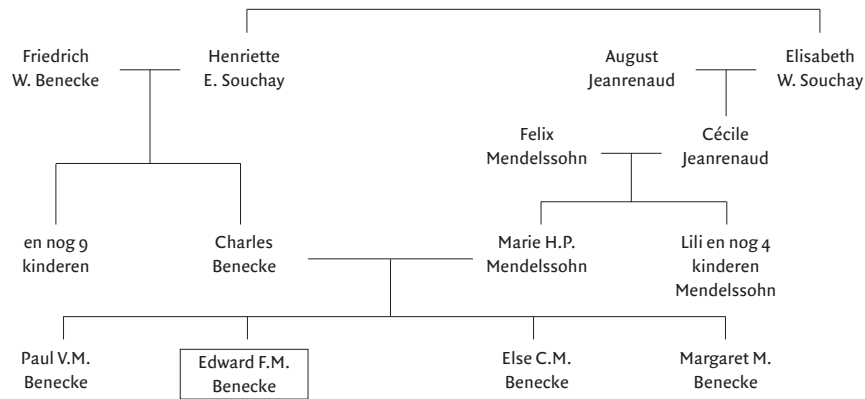 Friedrich
W. Benecke
Henriette
E. Souchay
August
Jeanrenaud
Elisabeth
W. Souchay
Felix
Mendelssohn
Cécile
Jeanrenaud
en nog 9
kinderen
Charles
Benecke
Marie H.P.
Mendelssohn
Lili en nog 4
kinderen
Mendelssohn
Paul V.M.
Benecke
Edward F.M.
Benecke
Else C.M.
Benecke
Margaret M.
Benecke